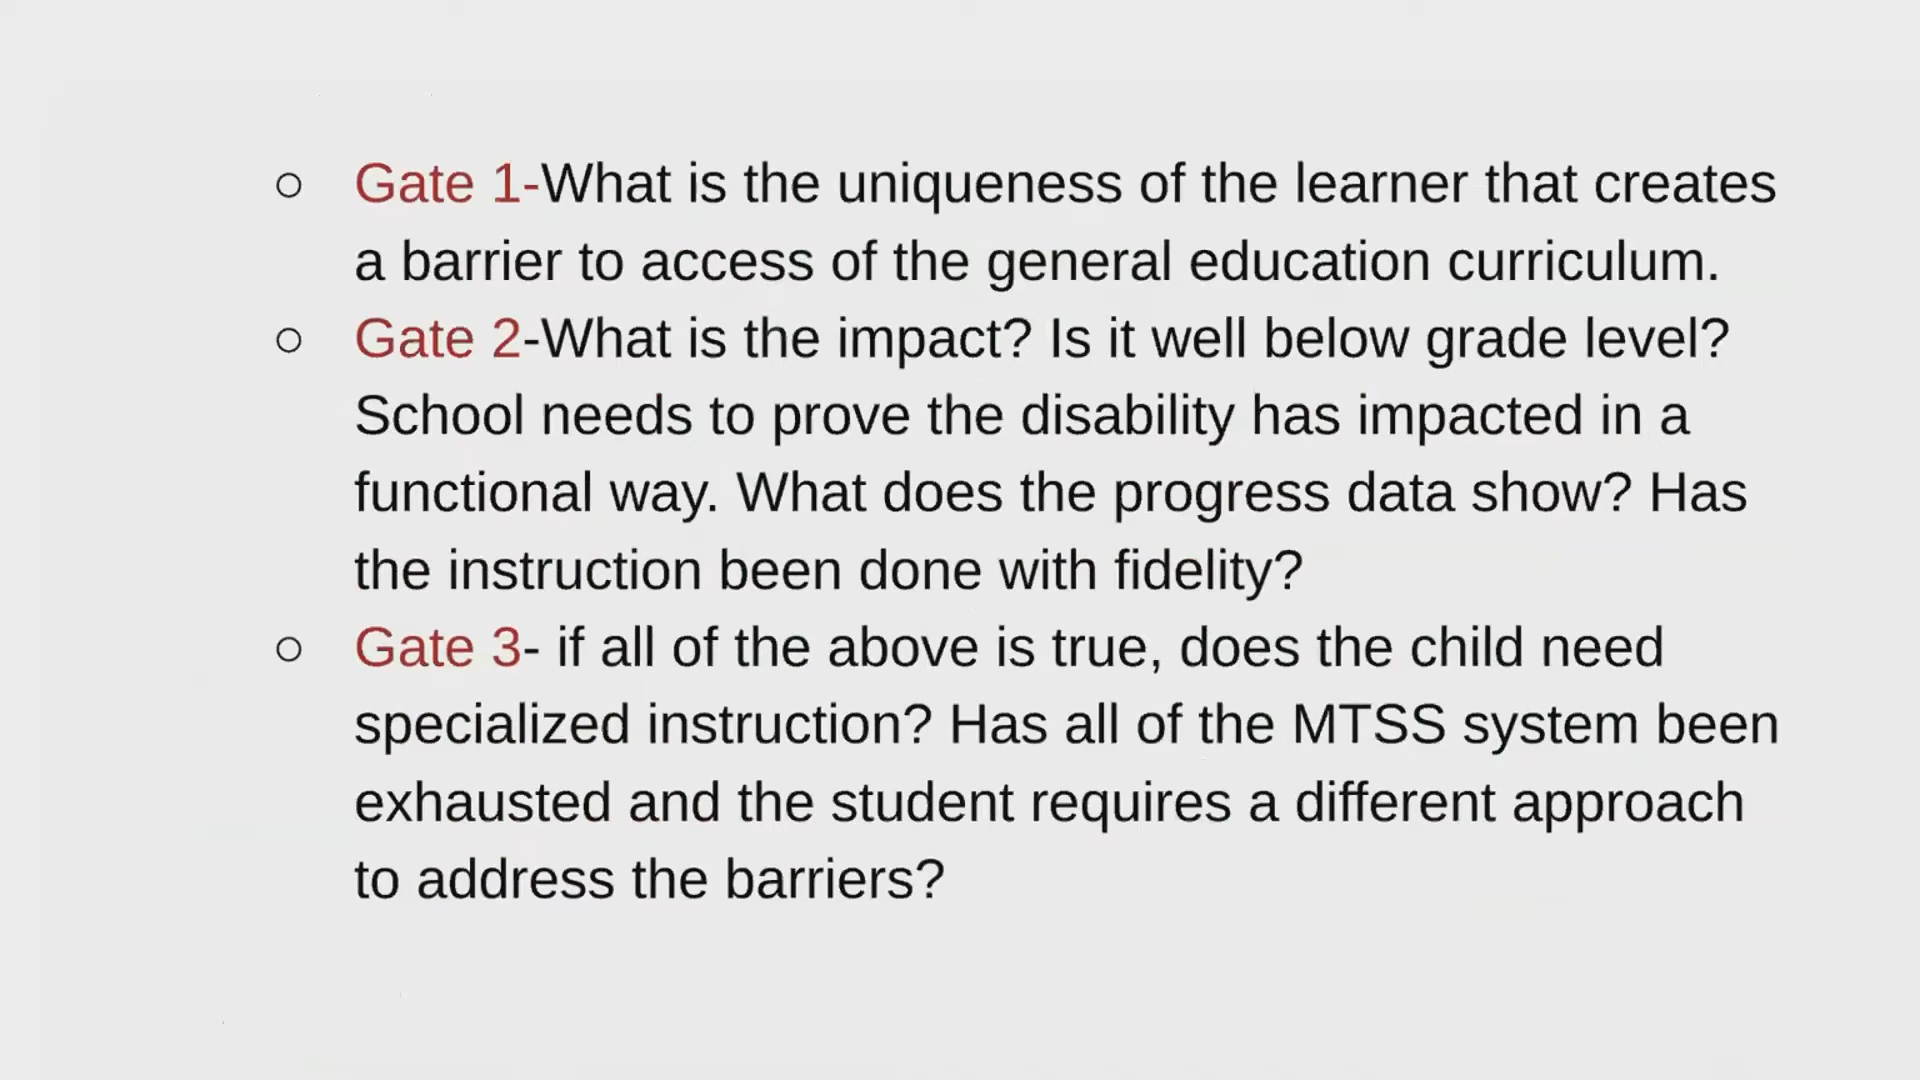 ○ Gate 1-What is the uniqueness of the learner that creates
a barrier to access of the general education curriculum.
○ Gate 2-What is the impact? Is it well below grade level?
School needs to prove the disability has impacted in a
functional way. What does the progress data show? Has
the instruction been done with fidelity?
○ Gate 3- if all of the above is true, does the child need
specialized instruction? Has all of the MTSS system been
exhausted and the student requires a different approach
to address the barriers?